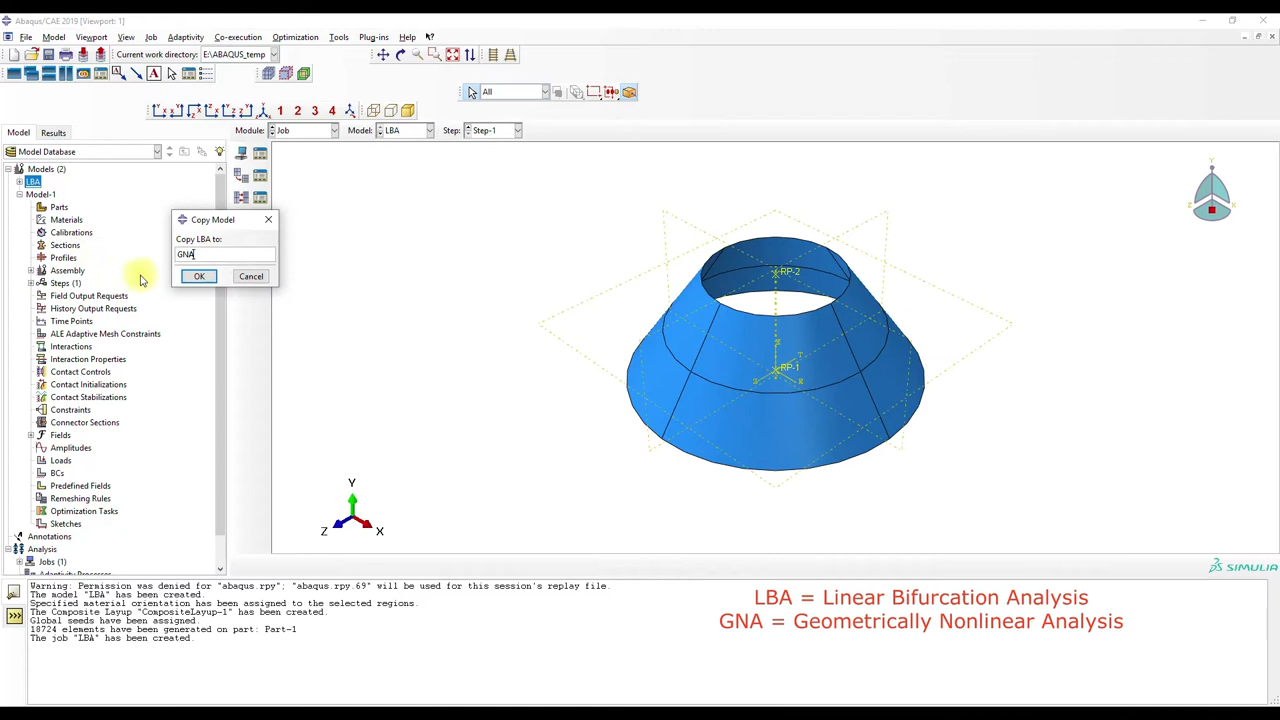 Abaqus/CAE 2019 [Viewport: 1]
File Model Viewport View Job Adaptivity Co-execution Optimization Tools Plug-ins Help
Current work directory: E:\ABAQUS_temp
A
All
1 2 3 4
Model Results Module: Job Model: LBA Step: Step-1
Model Database
Models (2)
LBA
Model-1
Parts
Materials
Calibrations
Sections
Profiles
Assembly
Steps (1)
Field Output Requests
History Output Requests
Time Points
ALE Adaptive Mesh Constraints
Interactions
Interaction Properties
Contact Controls
Contact Initializations
Contact Stabilizations
Constraints
Connector Sections
Fields
Amplitudes
Loads
BCs
Predefined Fields
Remeshing Rules
Optimization Tasks
Sketches
Annotations
Analysis
Jobs (1)
Adaptivity Processes
Copy Model
Copy LBA to:
GNA
OK Cancel
RP-2
RP-1
T
Z X
Y
Z X
Y
Z X
SIMULIA
Warning: Permission was denied for "abaqus.rpy"; "abaqus.rpy.69" will be used for this session's replay file.
The model "LBA" has been created.
Specified material orientation has been assigned to the selected regions.
The Composite Layup "CompositeLayup-1" has been created.
Global seeds have been assigned.
18724 elements have been generated on part: Part-1
The job "LBA" has been created.
LBA = Linear Bifurcation Analysis
GNA = Geometrically Nonlinear Analysis